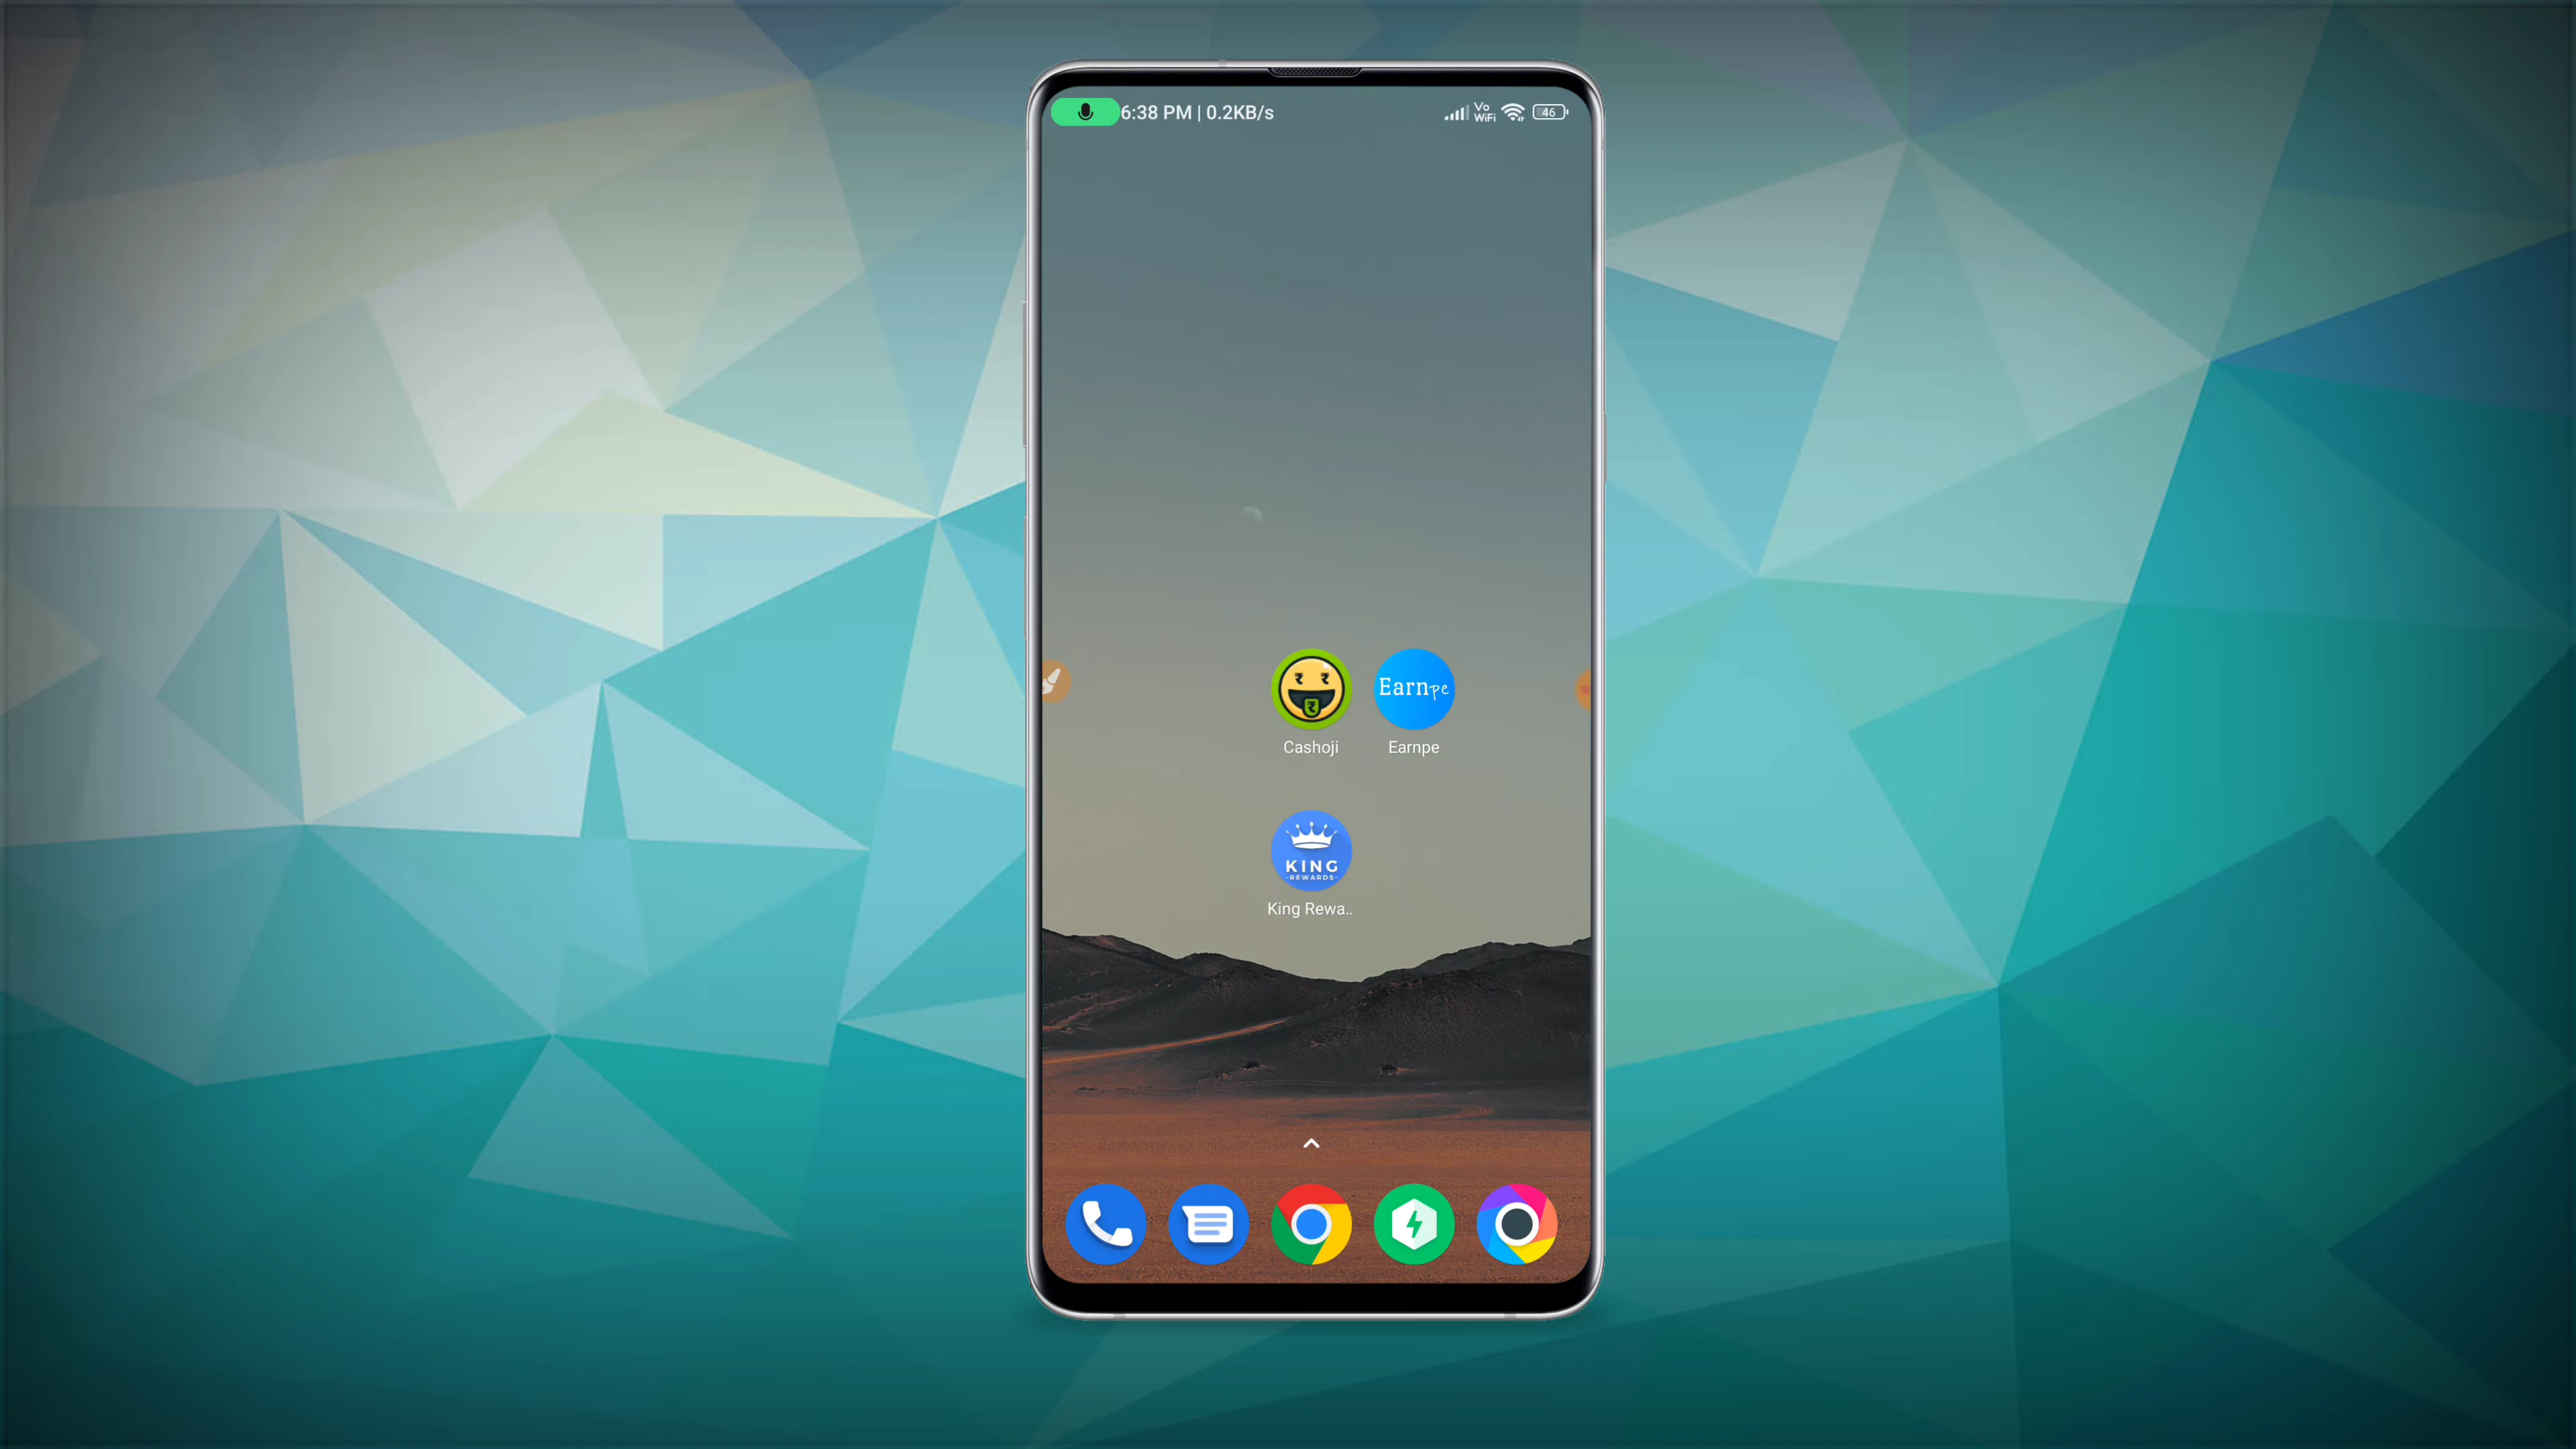 6:38 PM | 0.2KB/s
Vo
WiFi
46
Earnpe
Cashoji
Earnpe
KING
-REWARDS-
King Rewa..